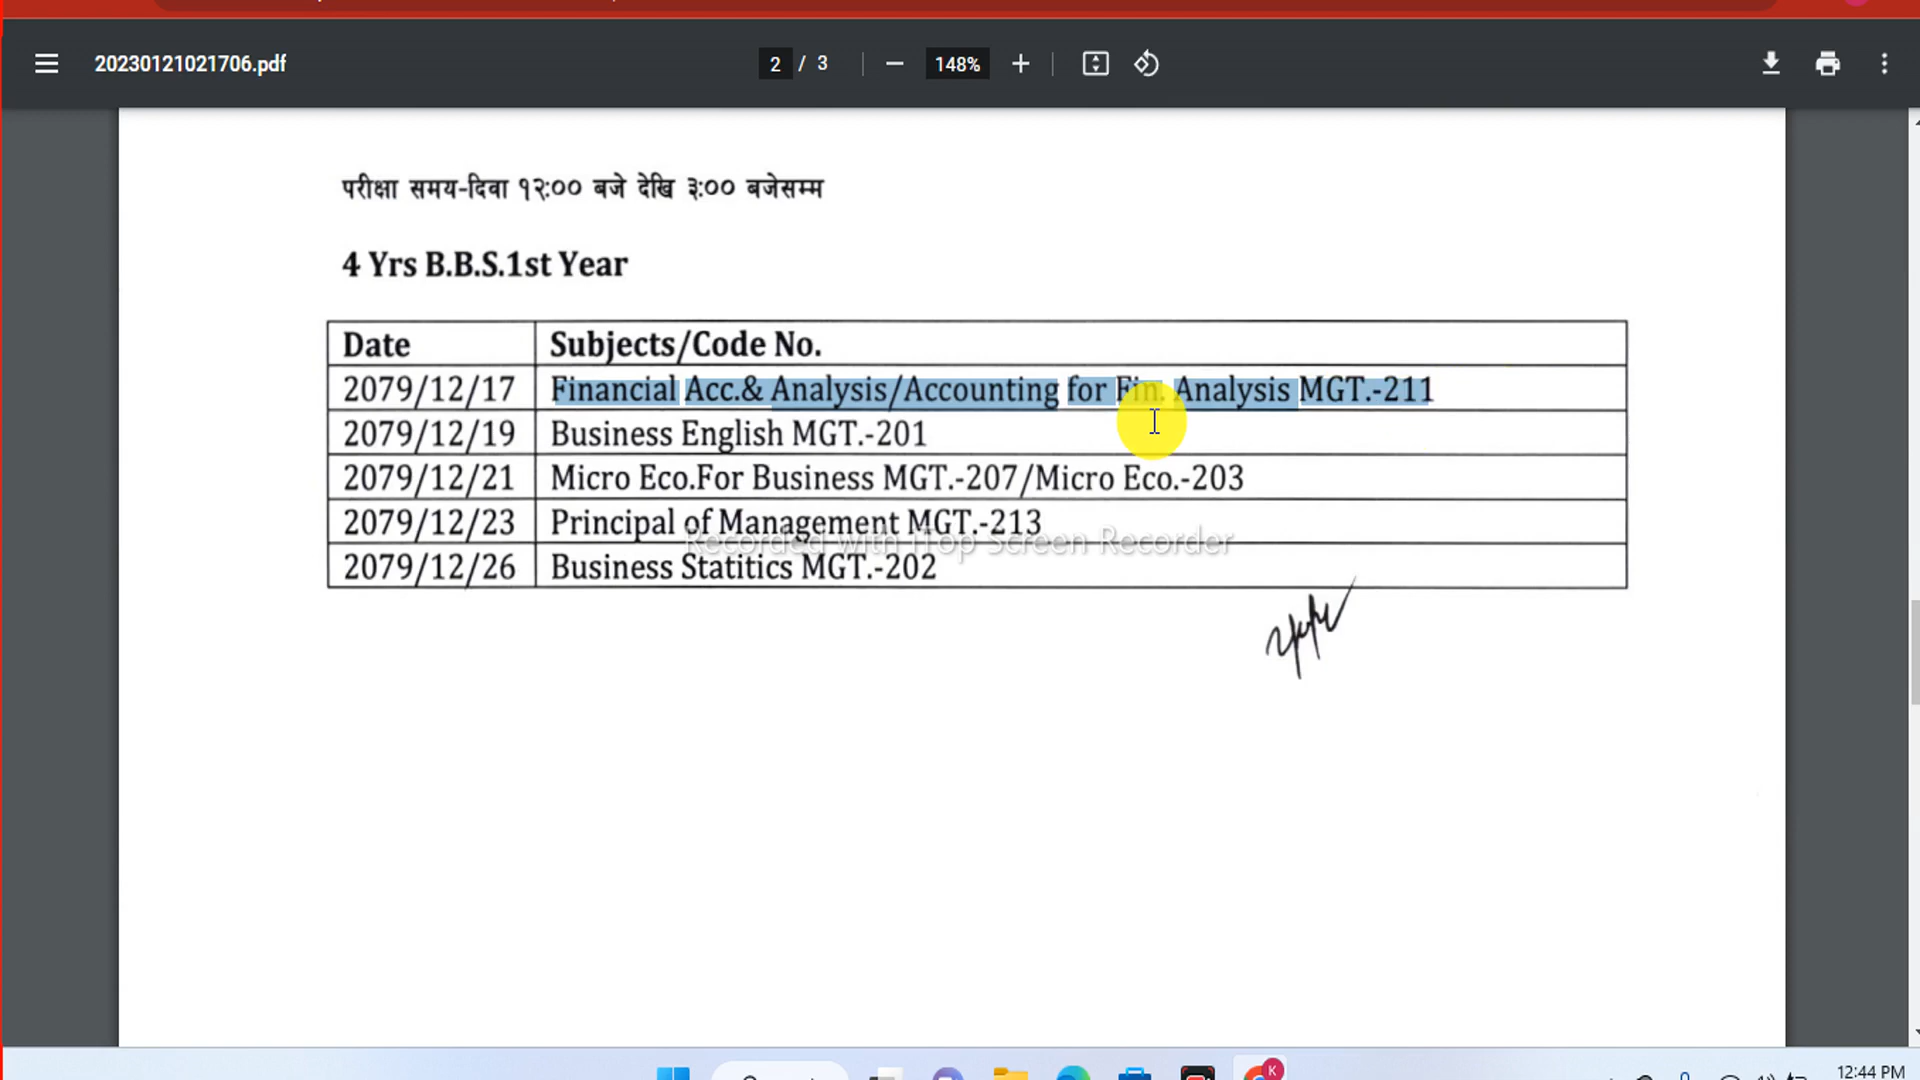 20230121021706.pdf
2 / 3
148%
परीक्षा समय-दिवा १२:०० बजे देखि ३:०० बजेसम्म
4 Yrs B.B.S.1st Year
Date Subjects/Code No.
2079/12/17 Financial Acc.& Analysis/Accounting for Fin. Analysis MGT.-211
2079/12/19 Business English MGT.-201
2079/12/21 Micro Eco.For Business MGT.-207/Micro Eco.-203
2079/12/23 Principal of Management MGT.-213
Recorded with iTop Screen Recorder
2079/12/26 Business Statitics MGT.-202
K
12:44 PM